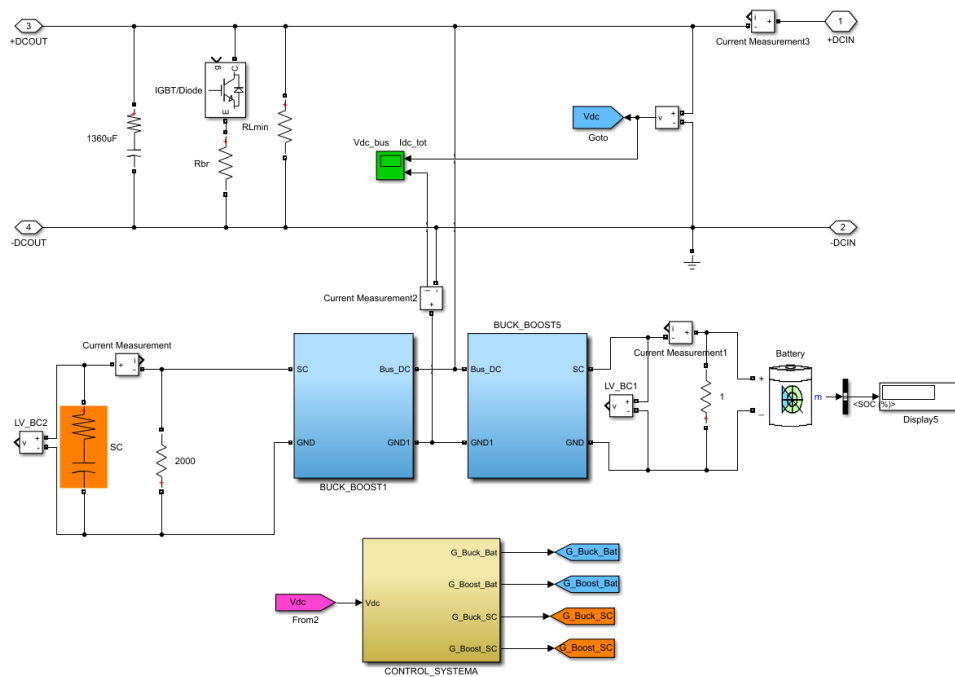 3
+DCOUT
i
-
+
Current Measurement3
1
+DCIN
g
C
IGBT/Diode
E
1360uF
RLmin
Rbr
Vdc
Goto
v
+
-
Vdc_bus
Idc_tot
4
-DCOUT
2
-DCIN
Current Measurement2
i
-
+
BUCK_BOOST5
Current Measurement
+
i
-
SC
Bus_DC
GND
GND1
BUCK_BOOST1
Bus_DC
SC
GND1
GND
i
+
-
Current Measurement1
LV_BC1
v
+
-
1
Battery
+
_
m
<SOC (%)>
Display5
LV_BC2
v
+
-
SC
2000
Vdc
From2
Vdc
G_Buck_Bat
G_Boost_Bat
G_Buck_SC
G_Boost_SC
CONTROL_SYSTEMA
G_Buck_Bat
G_Boost_Bat
G_Buck_SC
G_Boost_SC